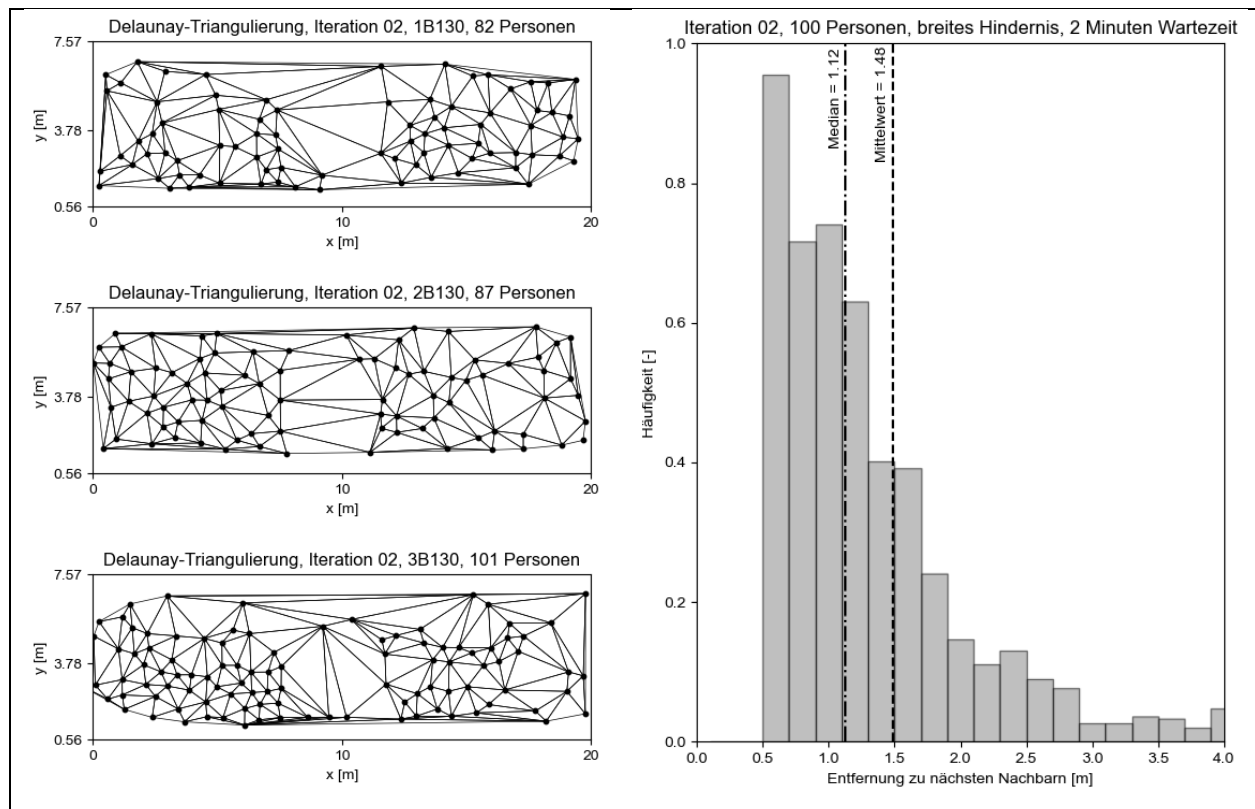 Delaunay-Triangulierung, Iteration 02, 1B130, 82 Personen
7.57
3.78
0.56
y [m]
0
10
20
x [m]
Delaunay-Triangulierung, Iteration 02, 2B130, 87 Personen
7.57
3.78
0.56
y [m]
0
10
20
x [m]
Delaunay-Triangulierung, Iteration 02, 3B130, 101 Personen
7.57
3.78
0.56
y [m]
0
10
20
x [m]
Iteration 02, 100 Personen, breites Hindernis, 2 Minuten Wartezeit
1.0
0.8
0.6
0.4
0.2
0.0
Häufigkeit [-]
Median = 1.12
Mittelwert = 1.48
0.0
0.5
1.0
1.5
2.0
2.5
3.0
3.5
4.0
Entfernung zu nächsten Nachbarn [m]